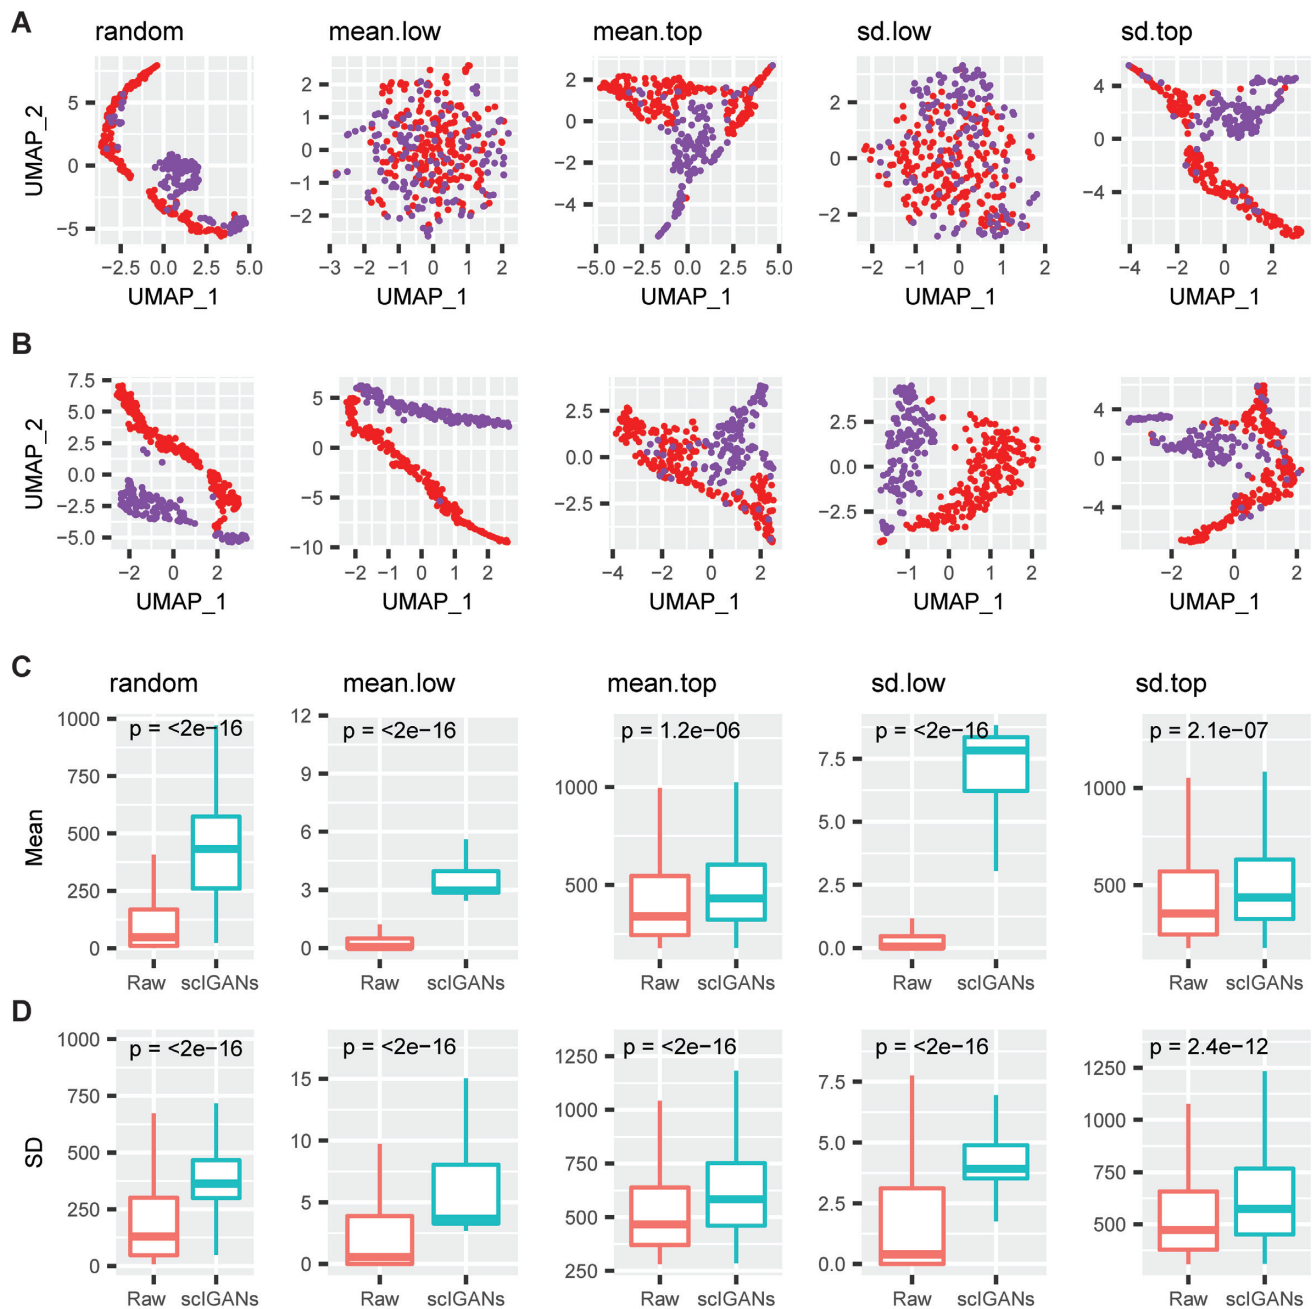 A
random mean.low mean.top sd.low sd.top
UMAP_2
5
0
−5
−2.5 0.0 2.5 5.0
UMAP_1
2
1
0
−1
−2
−3 −2 −1 0 1 2
UMAP_1
2
0
−2
−4
−5.0 −2.5 0.0 2.5 5.0
UMAP_1
2
0
−2
−2 −1 0 1 2
UMAP_1
4
0
−4
−4 −2 0 2
UMAP_1
B
UMAP_2
7.5
5.0
2.5
0.0
−2.5
−5.0
−2 0 2
UMAP_1
5
0
−5
−10
−2 −1 0 1 2
UMAP_1
2.5
0.0
−2.5
−4 −2 0 2
UMAP_1
2.5
0.0
−2.5
−1 0 1 2
UMAP_1
4
0
−4
−2 0 2
UMAP_1
C
random mean.low mean.top sd.low sd.top
Mean
p = <2e−16
1000
750
500
250
0
Raw scIGANs
p = <2e−16
12
9
6
3
0
Raw scIGANs
p = 1.2e−06
1000
500
Raw scIGANs
p = <2e−16
7.5
5.0
2.5
0.0
Raw scIGANs
p = 2.1e−07
1000
500
Raw scIGANs
D
SD
p = <2e−16
1000
750
500
250
0
Raw scIGANs
p = <2e−16
15
10
5
0
Raw scIGANs
p = <2e−16
1250
1000
750
500
250
Raw scIGANs
p = <2e−16
7.5
5.0
2.5
0.0
Raw scIGANs
p = 2.4e−12
1250
1000
750
500
Raw scIGANs